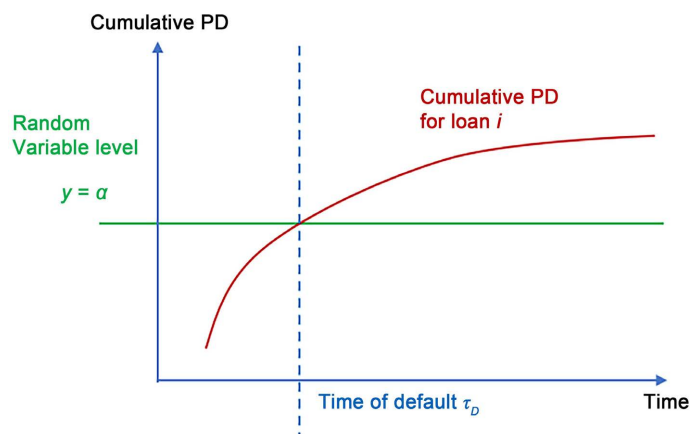 Cumulative PD
Random
Variable level
y = α
Cumulative PD
for loan i
Time of default τD
Time